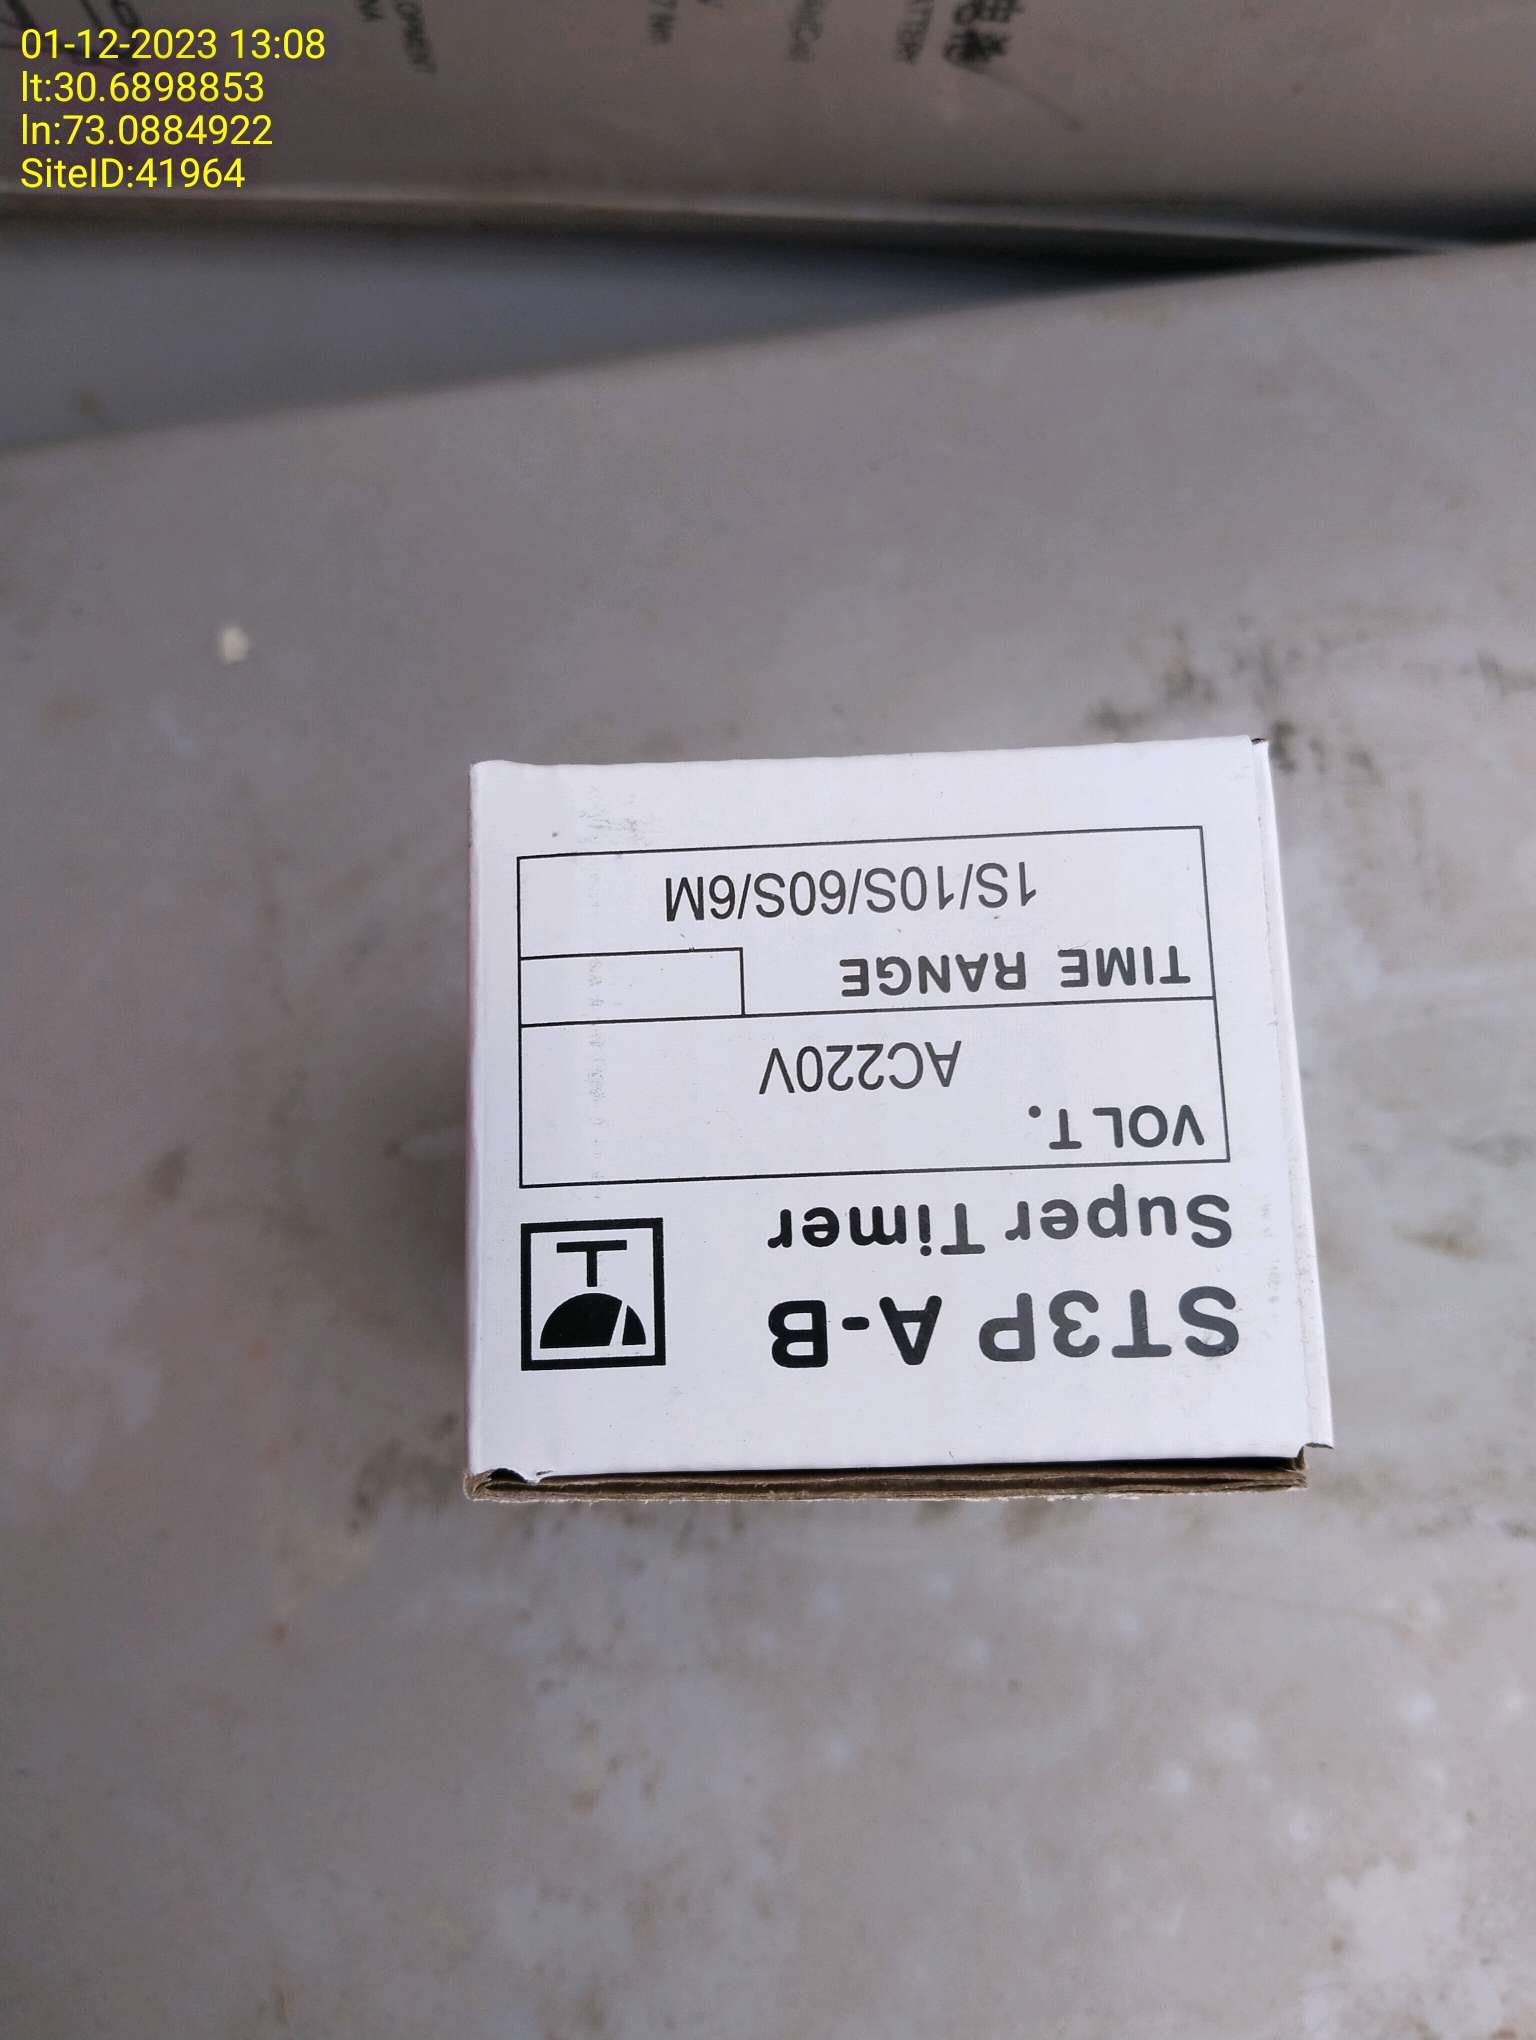 01-12-2023 13:08
lt:30.6898853
ln:73.0884922
SiteID:41964
ST3P A-B
Super Timer
VOLT.
AC220V
TIME RANGE
1S/10S/60S/6M